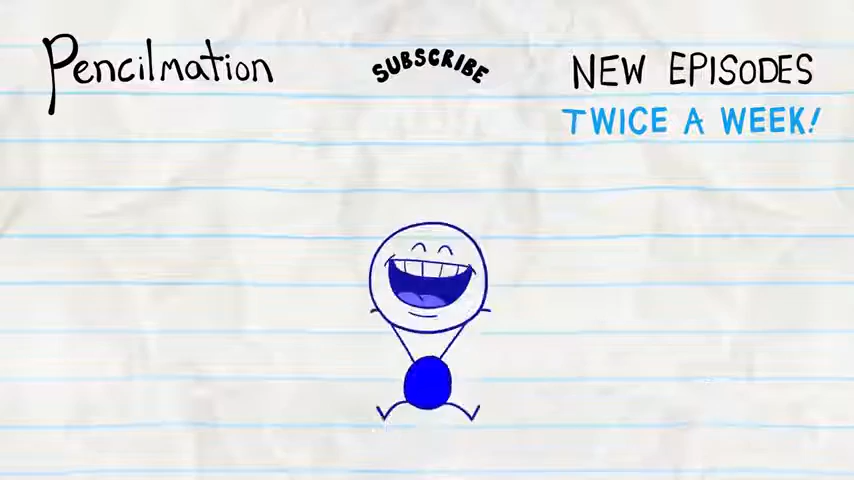 Pencilmation
SUBSCRIBE
NEW EPISODES
TWICE A WEEK!